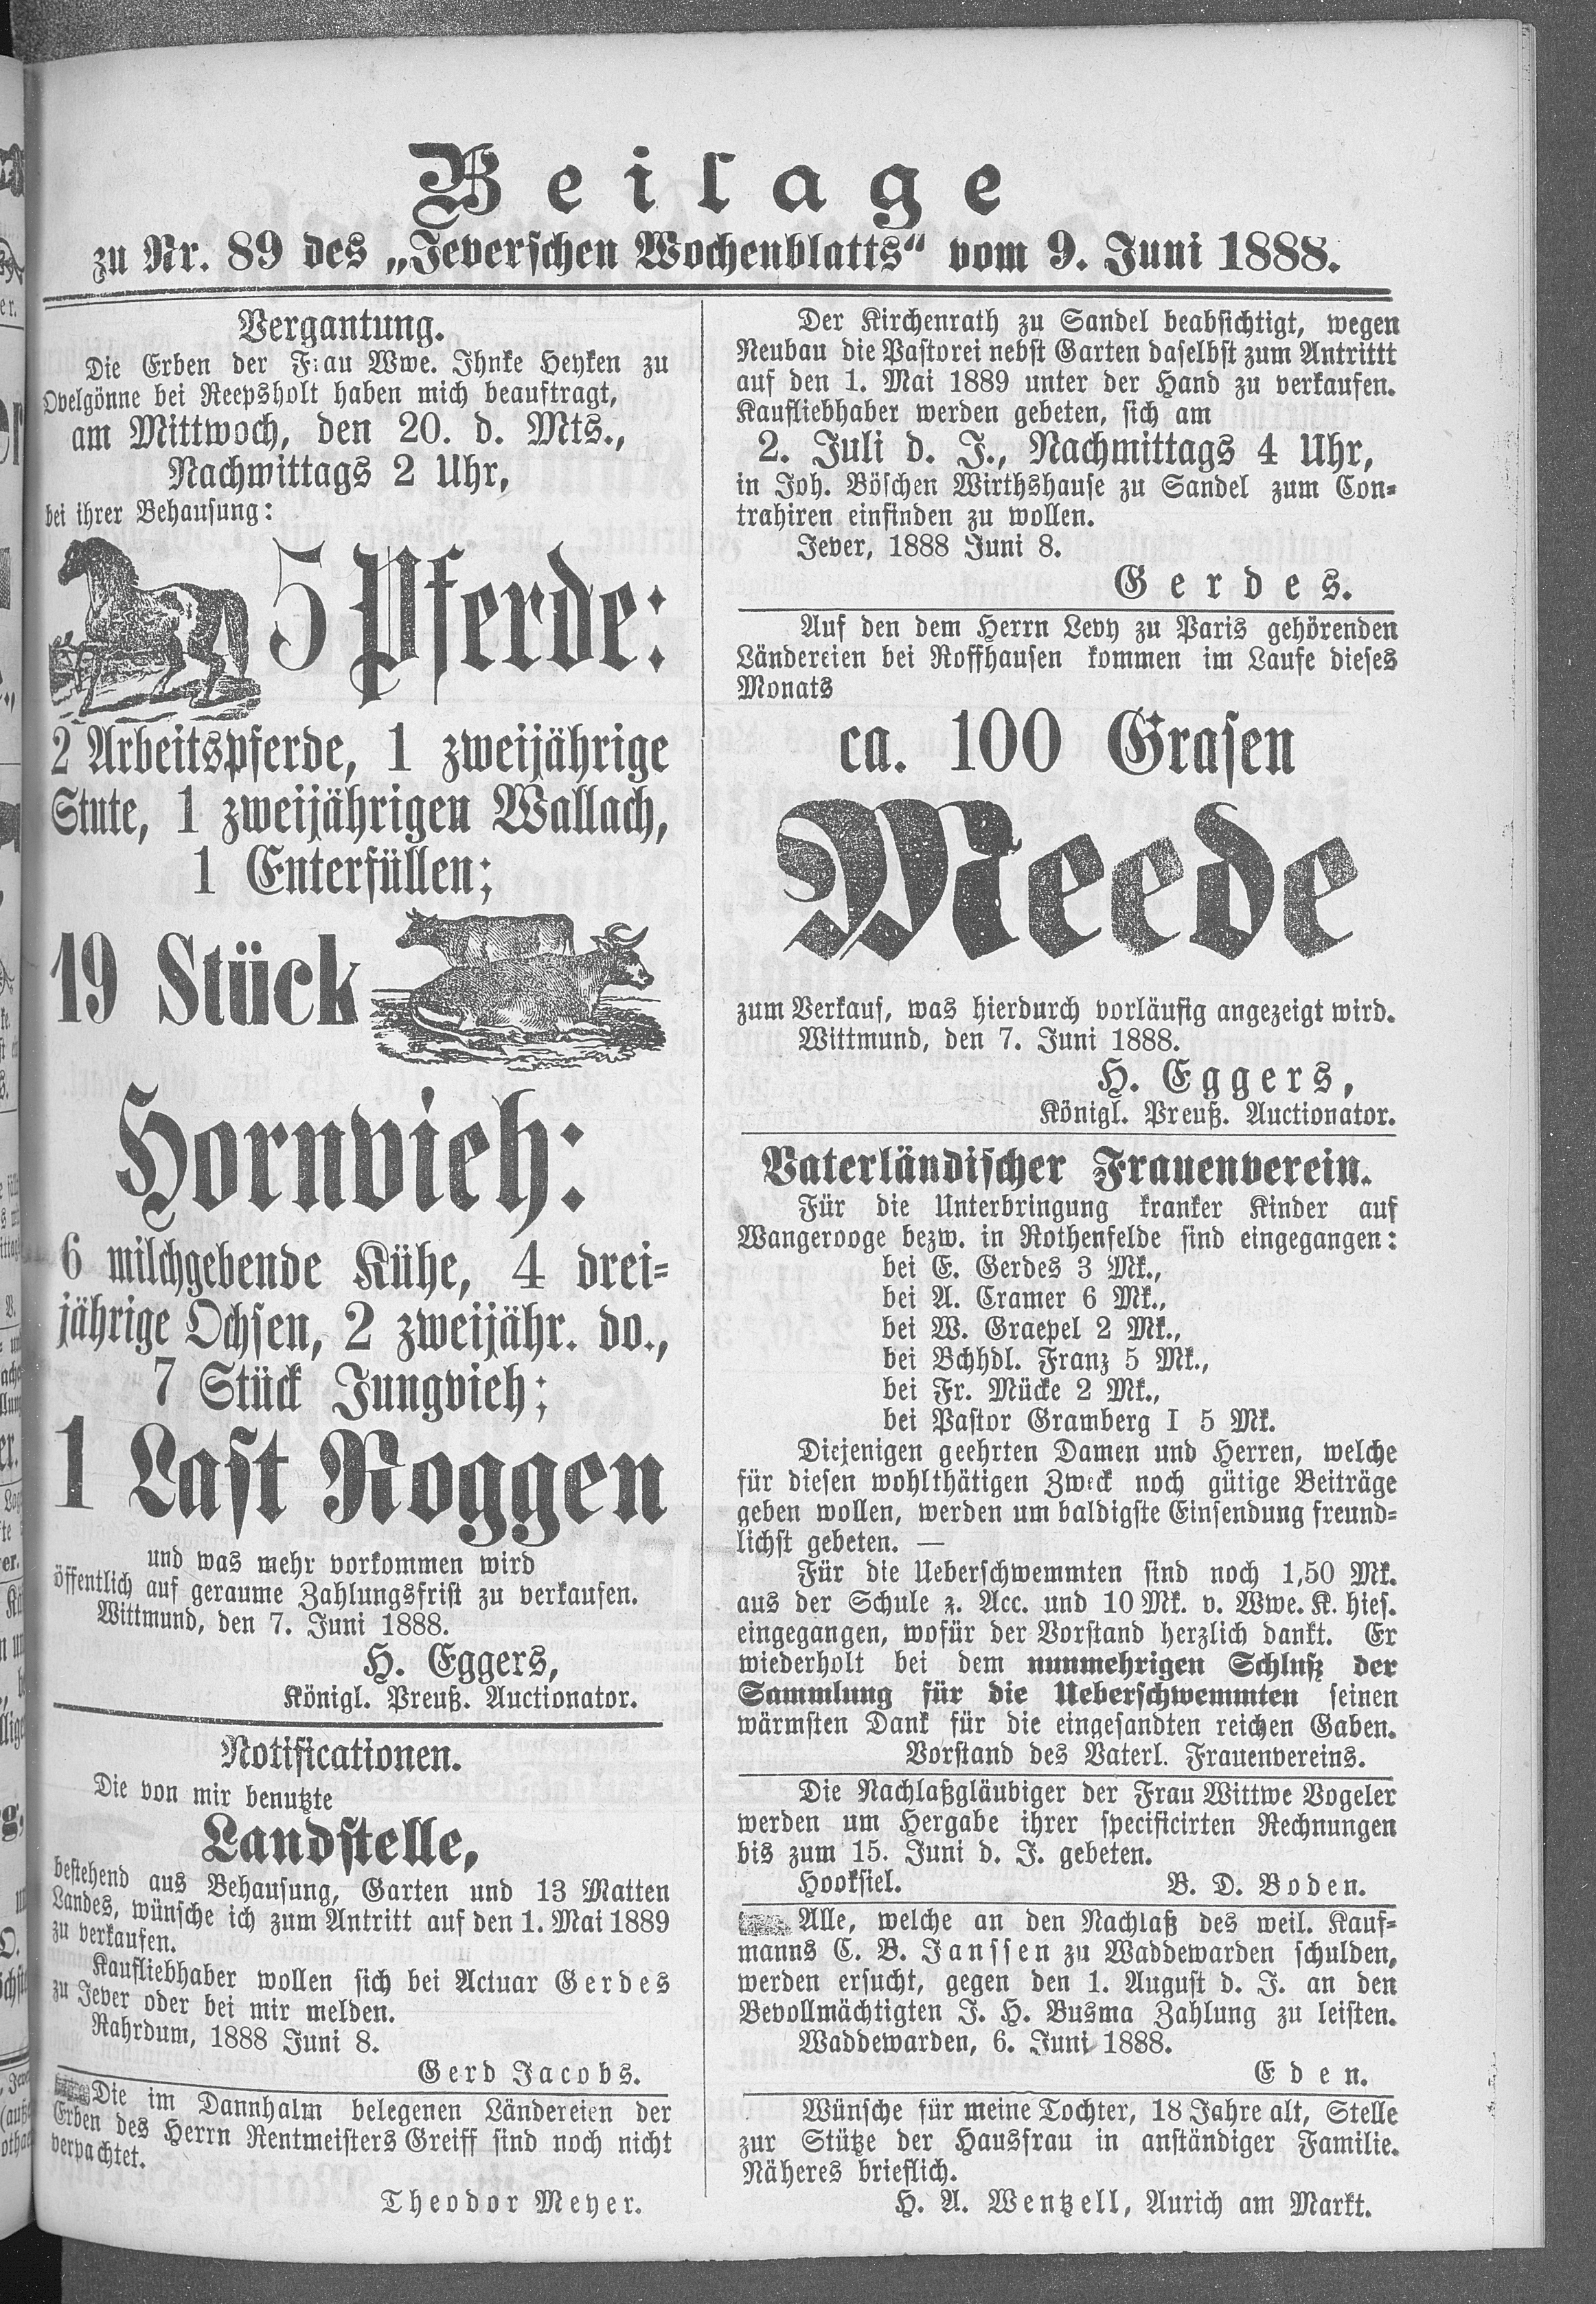 Beilage
zu Nr. 89 des „Jeverschen Wochenblatts“ vom 9. Juni 1888.
Vergantung.
Die Erben der Frau Wwe. Ihnke Heyken zu
Ovelgönne bei Reepsholt haben mich beauftragt,
am Mittwoch, den 20. d. Mts.,
Nachmittags 2 Uhr,
bei ihrer Behausung:
5 Pferde:
2 Arbeitspferde, 1 zweijährige
Stute, 1 zweijährigen Wallach,
1 Enterfüllen;
19 Stück
Hornvieh:
6 milchgebende Kühe, 4 drei-
jährige Ochsen, 2 zweijähr. do.,
7 Stück Jungvieh;
1 Last Roggen
und was mehr vorkommen wird
öffentlich auf geraume Zahlungsfrist zu verkaufen.
Wittmund, den 7. Juni 1888.
H. Eggers,
Königl. Preuß. Auctionator.
Notificationen.
Die von mir benutzte
Landstelle,
bestehend aus Behausung, Garten und 13 Matten
Landes, wünsche ich zum Antritt auf den 1. Mai 1889
zu verkaufen.
Kaufliebhaber wollen sich bei Actuar Gerdes
zu Jever oder bei mir melden.
Rahrdum, 1888 Juni 8.
Gerd Jacobs.
Die im Dannhalm belegenen Ländereien der
Erben des Herrn Rentmeisters Greiff sind noch nicht
verpachtet.
Theodor Meyer.
Der Kirchenrath zu Sandel beabsichtigt, wegen
Neubau die Pastorei nebst Garten daselbst zum Antrittt
auf den 1. Mai 1889 unter der Hand zu verkaufen.
Kaufliebhaber werden gebeten, sich am
2. Juli d. J., Nachmittags 4 Uhr,
in Joh. Böschen Wirthshause zu Sandel zum Con-
trahiren einfinden zu wollen.
Jever, 1888 Juni 8.
Gerdes.
Auf den dem Herrn Levy zu Paris gehörenden
Ländereien bei Roffhausen kommen im Laufe dieses
Monats
ca. 100 Grasen
Meede
zum Verkauf, was hierdurch vorläufig angezeigt wird.
Wittmund, den 7. Juni 1888.
H. Eggers,
Königl. Preuß. Auctionator.
Vaterländischer Frauenverein.
Für die Unterbringung kranker Kinder auf
Wangerooge bezw. in Rothenfelde sind eingegangen:
bei E. Gerdes 3 Mk.,
bei A. Cramer 6 Mk.,
bei W. Graepel 2 Mk.,
bei Bchhdl. Franz 5 Mk.,
bei Fr. Mücke 2 Mk.,
bei Pastor Gramberg I 5 Mk.
Diejenigen geehrten Damen und Herren, welche
für diesen wohlthätigen Zweck noch gütige Beiträge
geben wollen, werden um baldigste Einsendung freund-
lichst gebeten. —
Für die Ueberschwemmten sind noch 1,50 Mk.
aus der Schule z. Acc. und 10 Mk. v. Wwe. K. hies.
eingegangen, wofür der Vorstand herzlich dankt. Er
wiederholt bei dem nunmehrigen Schluß der
Sammlung für die Ueberschwemmten seinen
wärmsten Dank für die eingesandten reichen Gaben.
Vorstand des Vaterl. Frauenvereins.
Die Nachlaßgläubiger der Frau Wittwe Vogeler
werden um Hergabe ihrer specificirten Rechnungen
bis zum 15. Juni d. J. gebeten.
Hooksiel. B. D. Boden.
Alle, welche an den Nachlaß des weil. Kauf-
manns C. B. Janssen zu Waddewarden schulden,
werden ersucht, gegen den 1. August d. J. an den
Bevollmächtigten J. H. Busma Zahlung zu leisten.
Waddewarden, 6. Juni 1888.
Eden.
Wünsche für meine Tochter, 18 Jahre alt, Stelle
zur Stütze der Hausfrau in anständiger Familie.
Näheres brieflich.
H. A. Wentzell, Aurich am Markt.